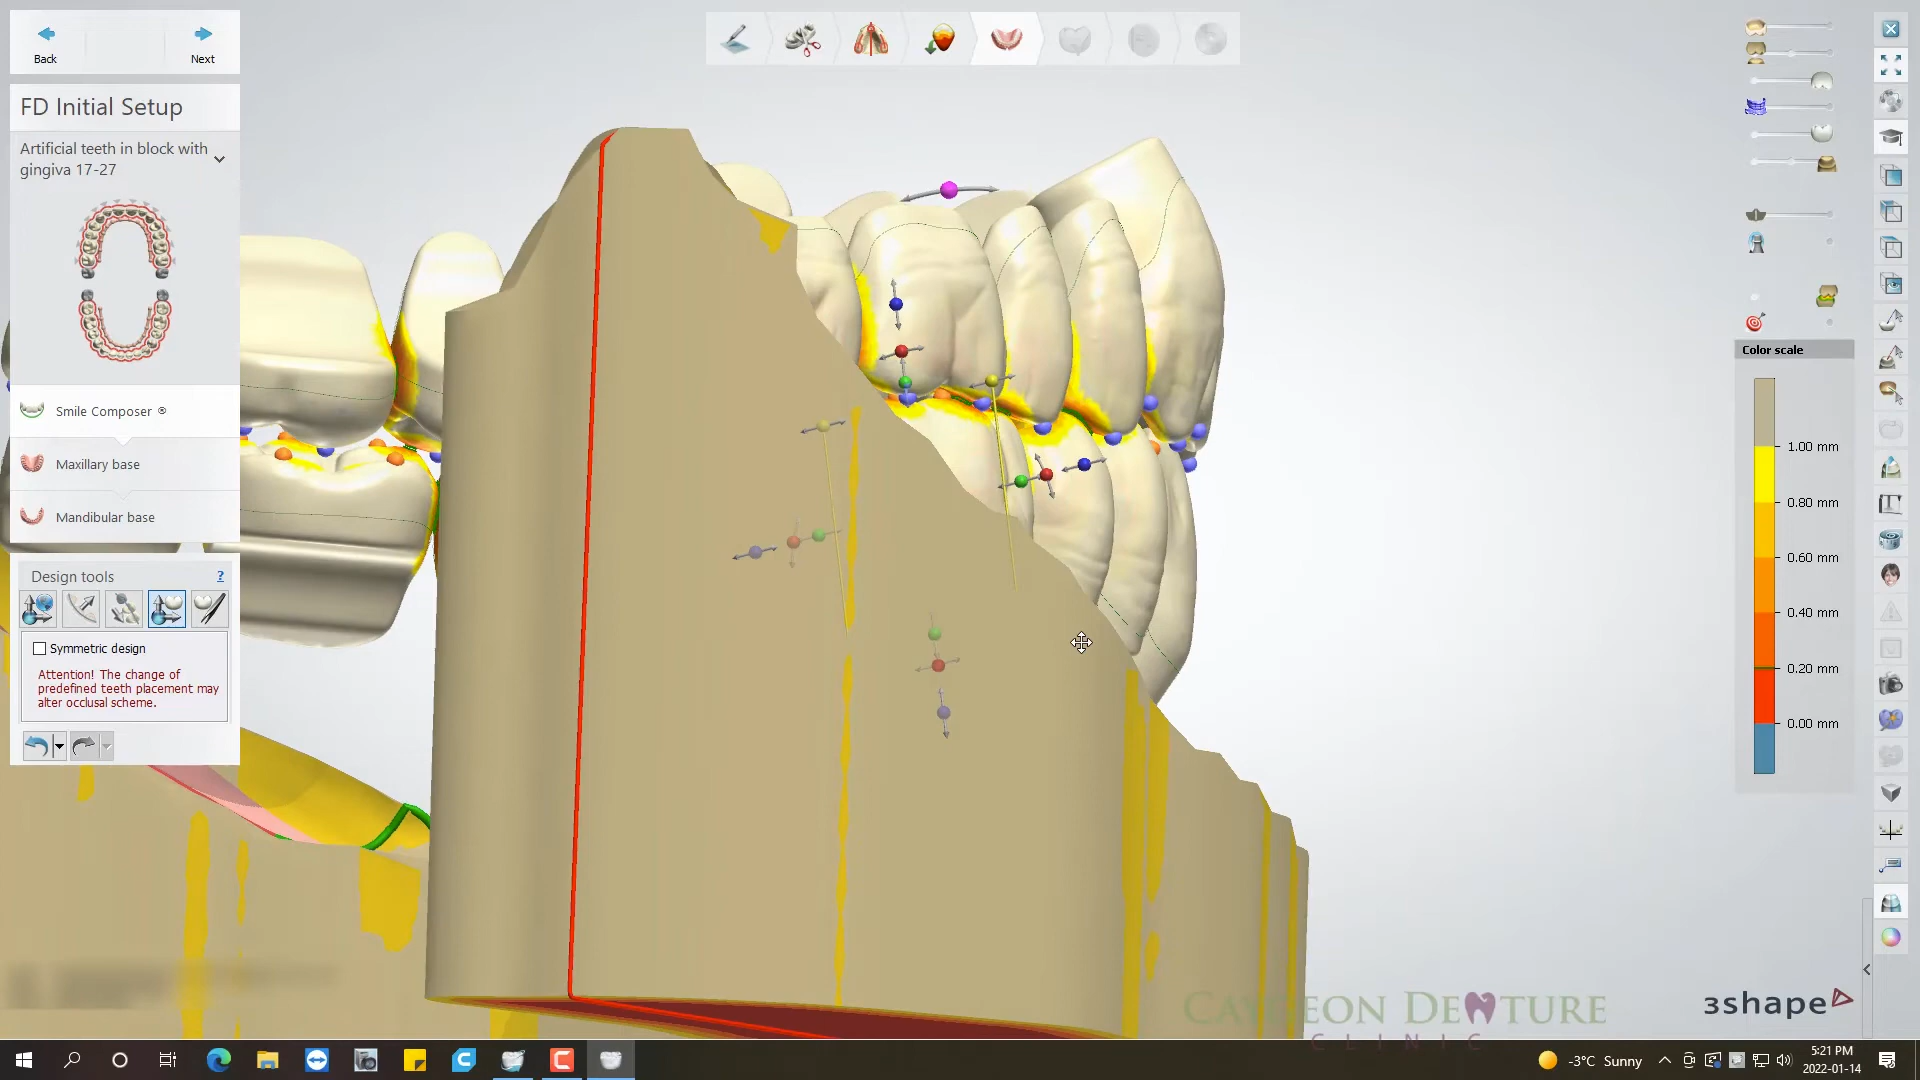 Back
Next
FD Initial Setup
Artificial teeth in block with
gingiva 17-27
Smile Composer ®
Maxillary base
Mandibular base
Design tools
?
Symmetric design
Attention! The change of
predefined teeth placement may
alter occlusal scheme.
Color scale
1.00 mm
0.80 mm
0.60 mm
0.40 mm
0.20 mm
0.00 mm
DENTURE
CLINIC
3shape
-3°C Sunny
5:21 PM
2022-01-14